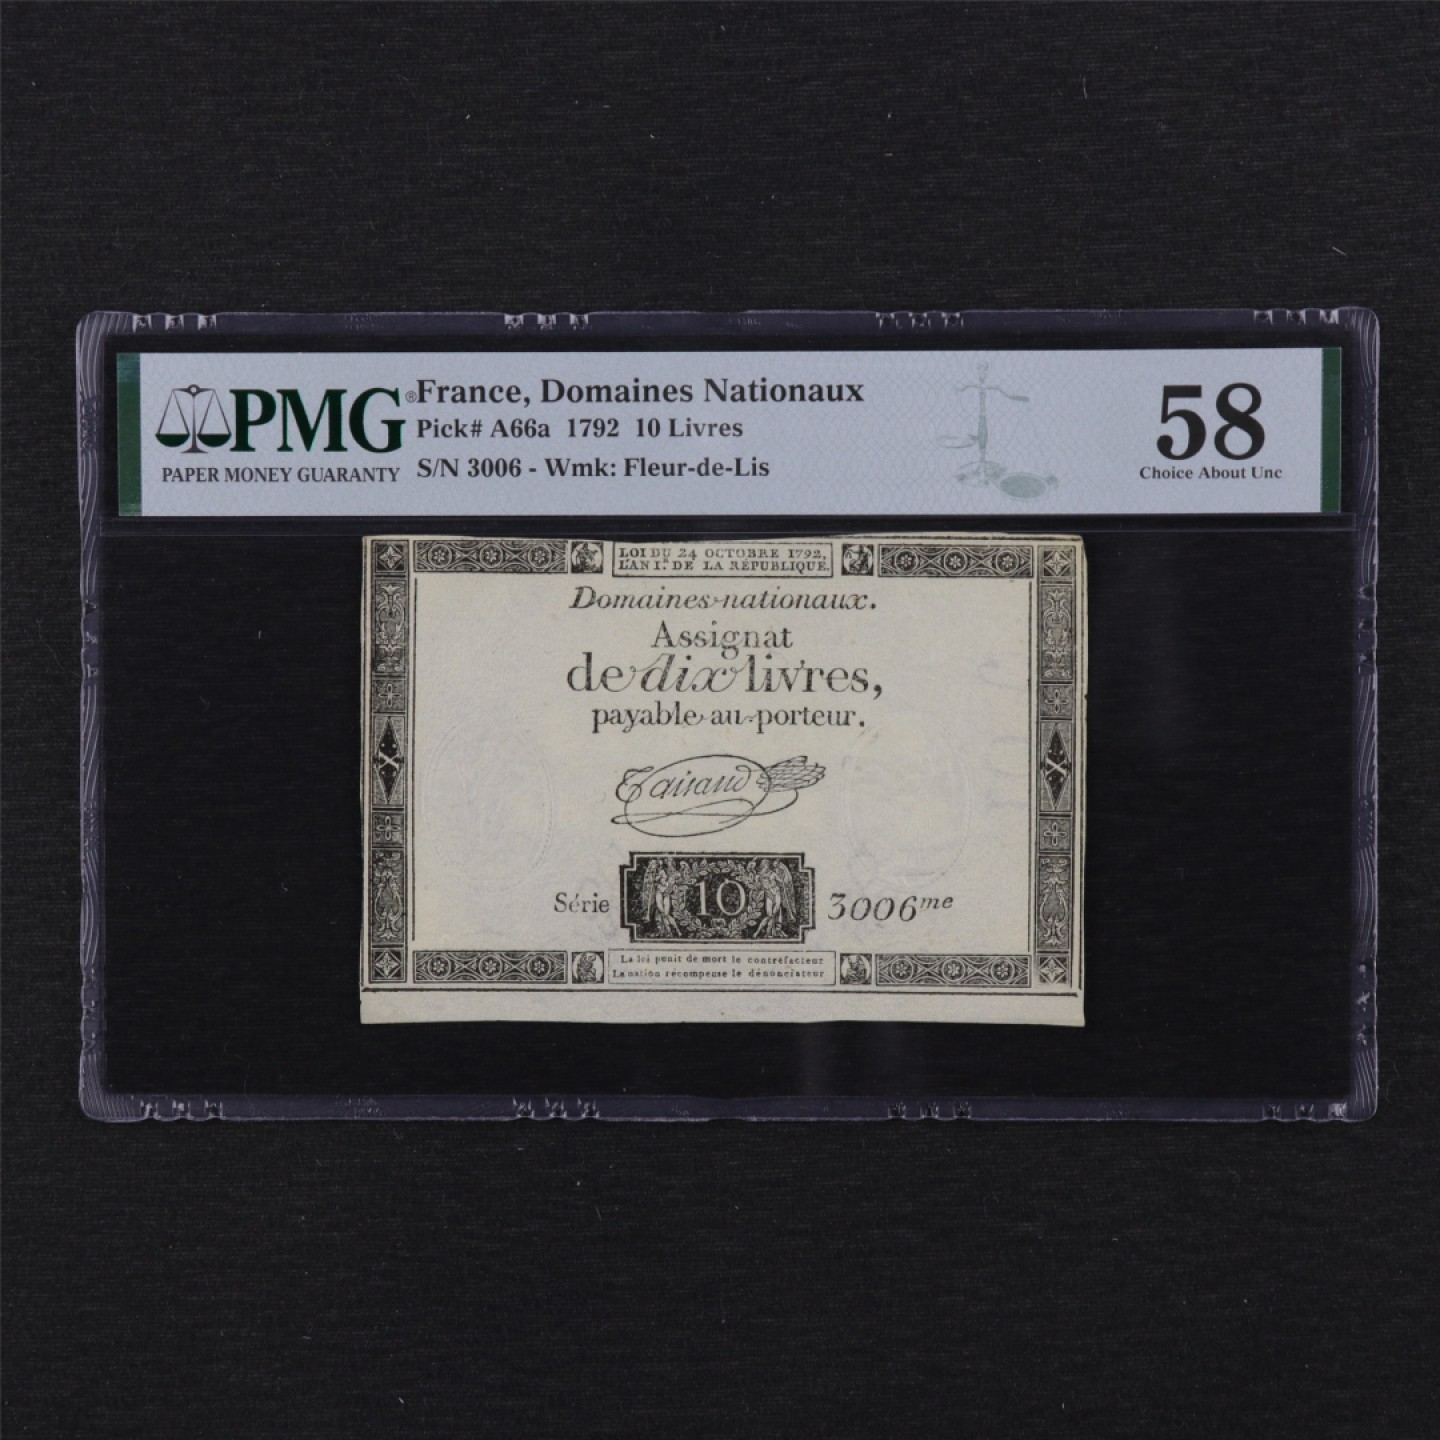 PMG®
PAPER MONEY GUARANTY
France, Domaines Nationaux
Pick# A66a 1792 10 Livres
S/N 3006 - Wmk: Fleur-de-Lis
58
Choice About Unc
LOI DU 24 OCTOBRE 1792,
L'AN I.er DE LA RÉPUBLIQUE.
Domaines nationaux.
Assignat
de dix livres,
payable au porteur.
Taisaud
Série 10 3006me
La loi punit de mort le contrefacteur
La nation récompense le dénonciateur
X
X